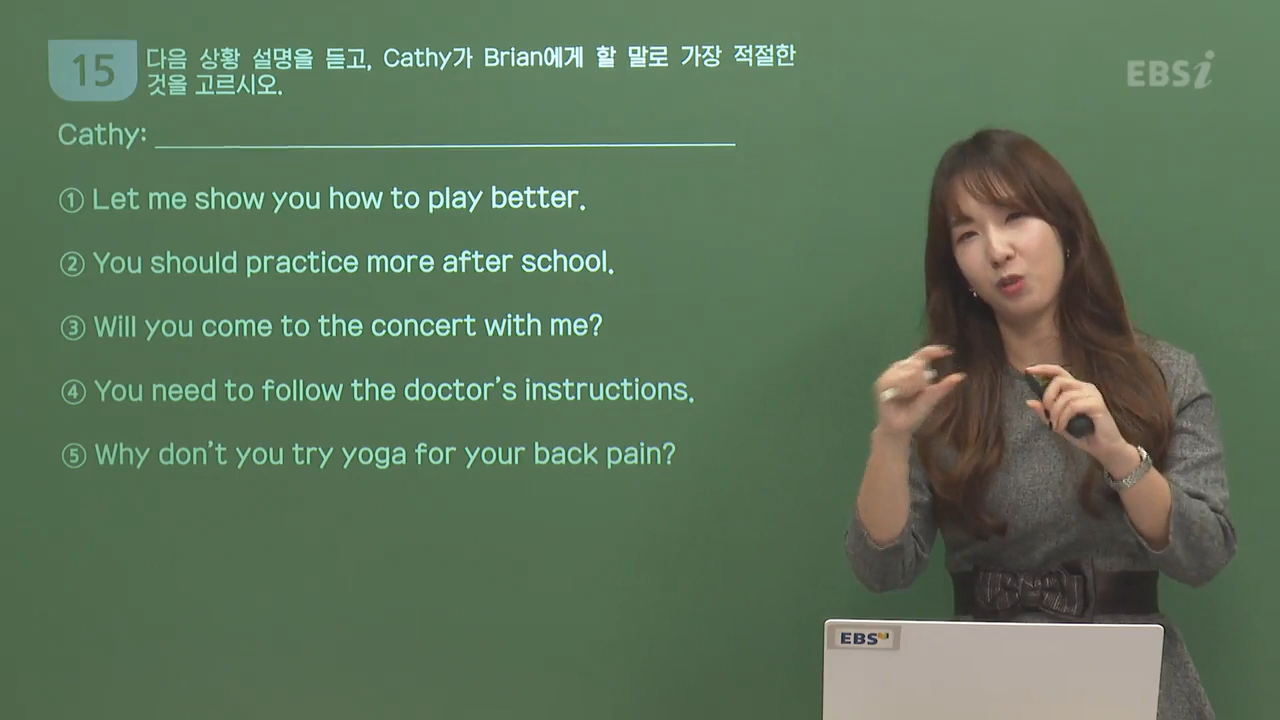 15
다음 상황 설명을 듣고, Cathy가 Brian에게 할 말로 가장 적절한
것을 고르시오.
EBSi
Cathy:
① Let me show you how to play better.
② You should practice more after school.
③ Will you come to the concert with me?
④ You need to follow the doctor's instructions.
⑤ Why don't you try yoga for your back pain?
EBS